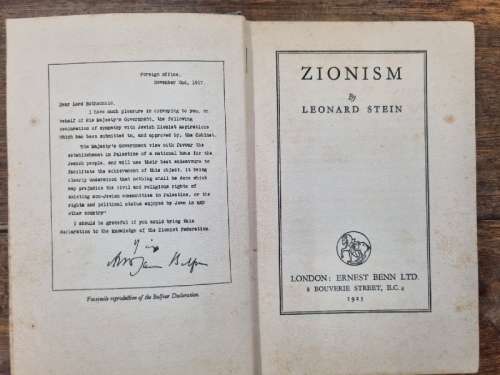 Foreign Office,
November 2nd, 1917.
Dear Lord Rothschild,
I have much pleasure in conveying to you, on
behalf of His Majesty's Government, the following
declaration of sympathy with Jewish Zionist aspirations
which has been submitted to, and approved by, the Cabinet.
"His Majesty's Government view with favour the
establishment in Palestine of a national home for the
Jewish people, and will use their best endeavours to
facilitate the achievement of this object, it being
clearly understood that nothing shall be done which
may prejudice the civil and religious rights of
existing non-Jewish communities in Palestine, or the
rights and political status enjoyed by Jews in any
other country"
I should be grateful if you would bring this
declaration to the knowledge of the Zionist Federation.
Facsimile reproduction of the Balfour Declaration
ZIONISM
By
LEONARD STEIN
LONDON: ERNEST BENN LTD.
8 BOUVERIE STREET, E.C.4
1925